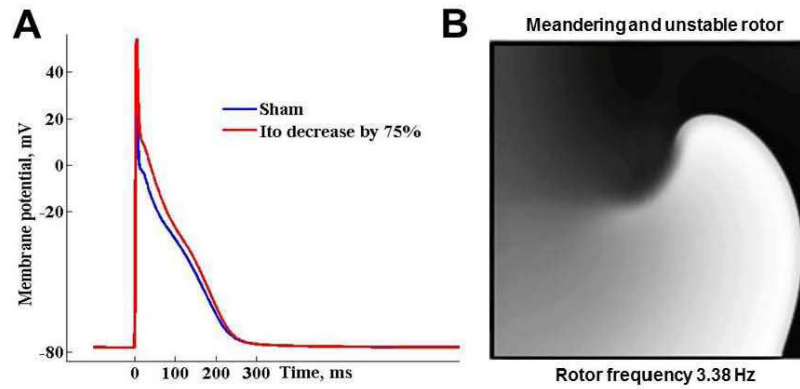 A
Membrane potential, mV
40
20
0
-20
-80
Sham
Ito decrease by 75%
0 100 200 300 Time, ms
B
Meandering and unstable rotor
Rotor frequency 3.38 Hz